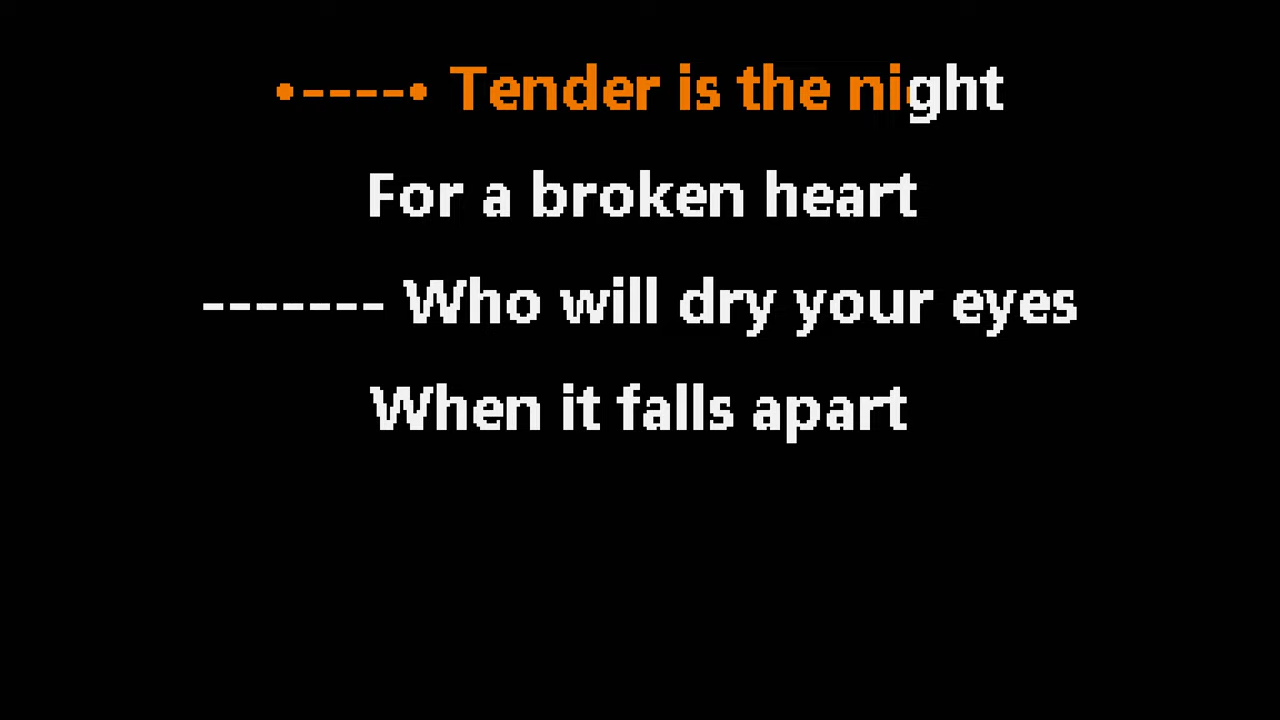 •----• Tender is the night
For a broken heart
------- Who will dry your eyes
When it falls apart